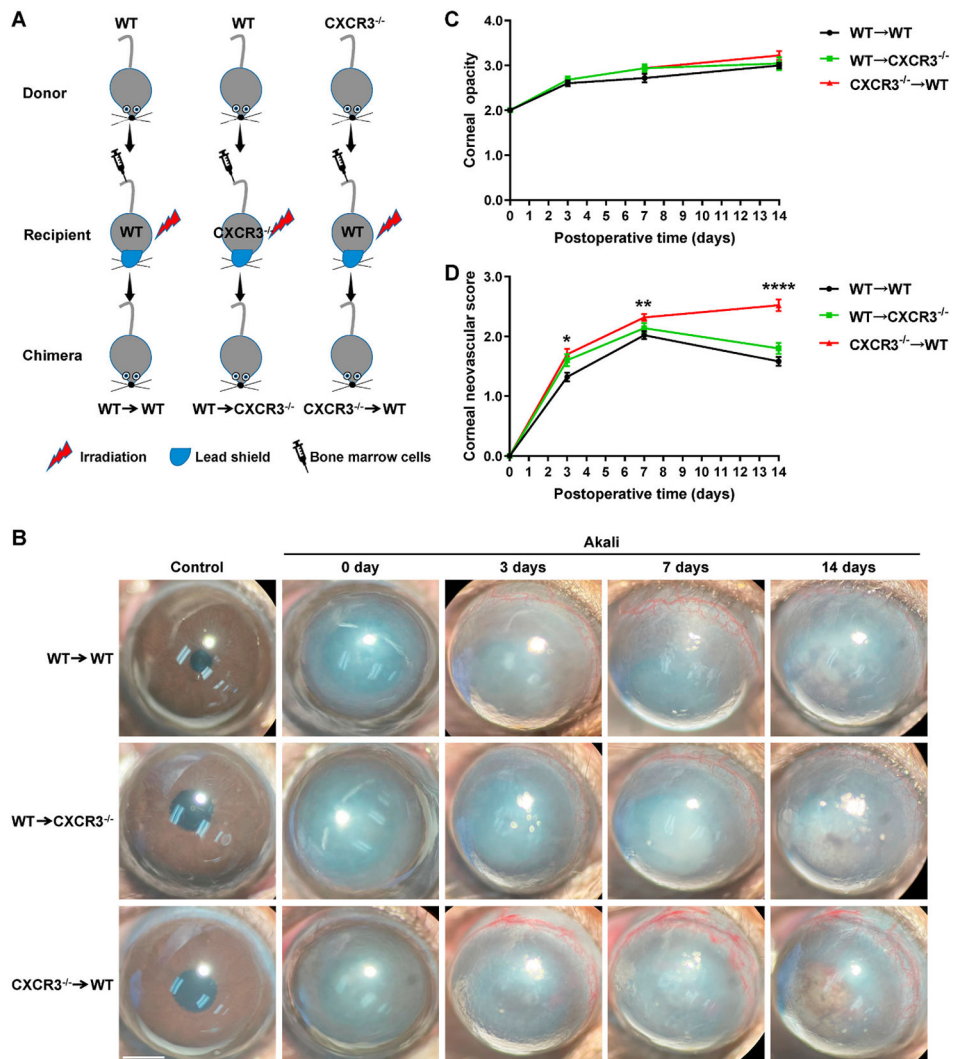 A
WT WT CXCR3-/-
Donor
Recipient WT CXCR3-/- WT
Chimera
WT→WT WT→CXCR3-/- CXCR3-/-→WT
Irradiation Lead shield Bone marrow cells
C
Corneal opacity
4.0
3.0
2.0
1.0
0 1 2 3 4 5 6 7 8 9 10 11 12 13 14
Postoperative time (days)
WT→WT
WT→CXCR3-/-
CXCR3-/-→WT
D
Corneal neovascular score
3.0
2.0
1.0
0.0
* ** ****
0 1 2 3 4 5 6 7 8 9 10 11 12 13 14
Postoperative time (days)
WT→WT
WT→CXCR3-/-
CXCR3-/-→WT
B
Akali
Control 0 day 3 days 7 days 14 days
WT→WT
WT→CXCR3-/-
CXCR3-/-→WT